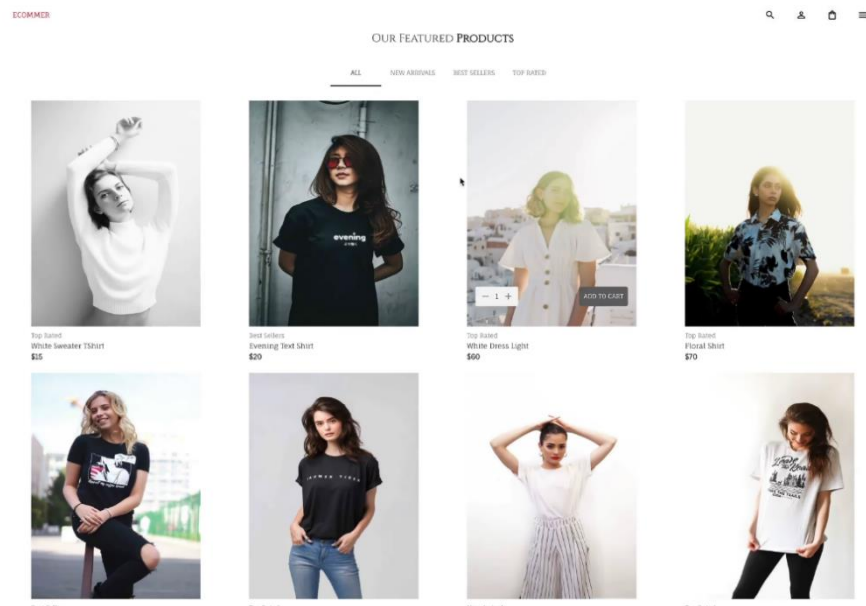 ECOMMER
OUR FEATURED PRODUCTS
ALL NEW ARRIVALS BEST SELLERS TOP RATED
evening
1 ADD TO CART
Top Rated
White Sweater TShirt
$15
Best Sellers
Evening Text Shirt
$20
Top Rated
White Dress Light
$60
Top Rated
Floral Shirt
$70